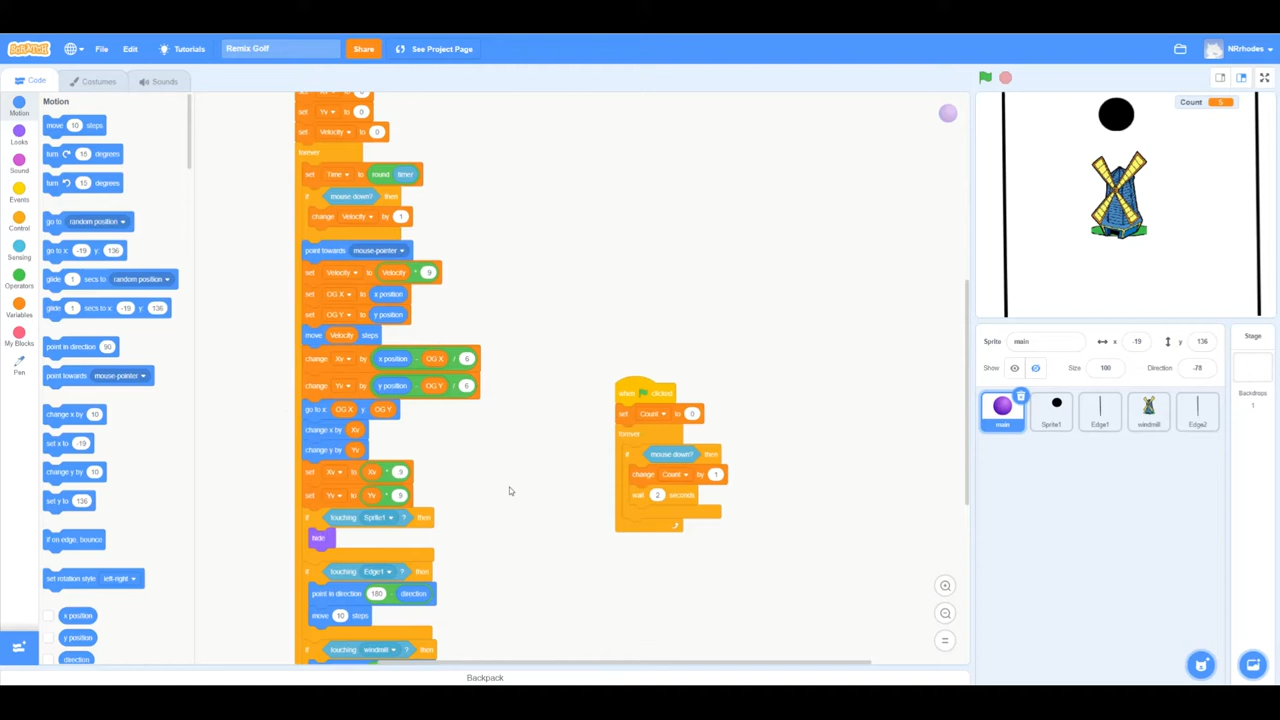 SCRATCH File Edit Tutorials Remix Golf Share See Project Page NRrhodes
Code Costumes Sounds
Motion
Looks
Sound
Events
Control
Sensing
Operators
Variables
My Blocks
Pen
Motion
move 10 steps
turn 15 degrees
turn 15 degrees
go to random position
go to x: -19 y: 136
glide 1 secs to random position
glide 1 secs to x: -19 y: 136
point in direction 90
point towards mouse-pointer
change x by 10
set x to -19
change y by 10
set y to 136
if on edge, bounce
set rotation style left-right
x position
y position
direction
set Yv to 0
set Velocity to 0
forever
set Time to round timer
if mouse down? then
change Velocity by 1
point towards mouse-pointer
set Velocity to Velocity * 9
set OG X to x position
set OG Y to y position
move Velocity steps
change Xv by x position - OG X / 6
change Yv by y position - OG Y / 6
go to x: OG X y: OG Y
change x by Xv
change y by Yv
set Xv to Xv * .9
set Yv to Yv * .9
if touching Sprite1 ? then
hide
if touching Edge1 ? then
point in direction 180 - direction
move 10 steps
if touching windmill ? then
when clicked
set Count to 0
forever
if mouse down? then
change Count by 1
wait 2 seconds
Count 5
Sprite main x -19 y 136
Show Size 100 Direction -78
main Sprite1 Edge1 windmill Edge2
Stage
Backdrops
1
Backpack